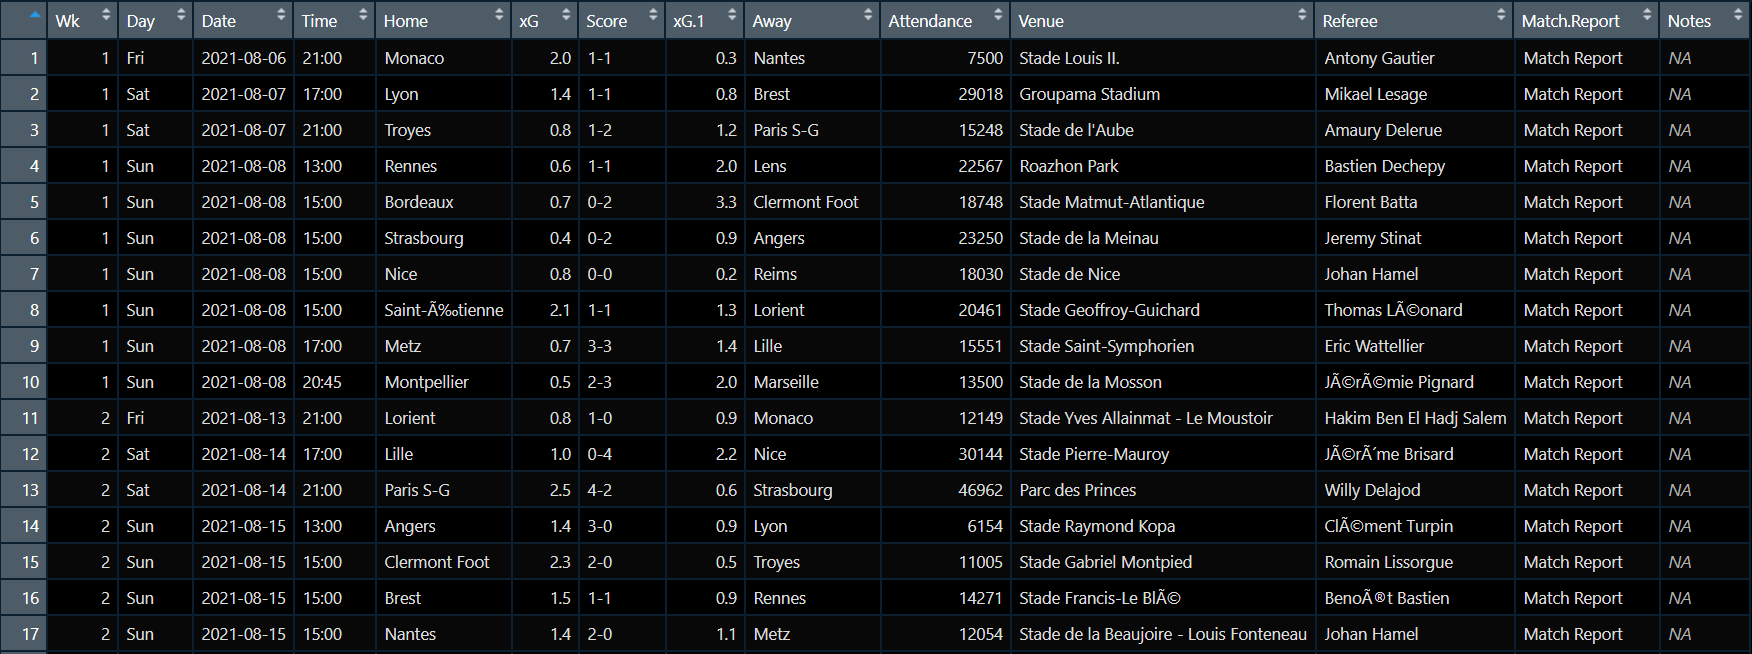 Wk Day Date Time Home xG Score xG.1 Away Attendance Venue Referee Match.Report Notes
1 1 Fri 2021-08-06 21:00 Monaco 2.0 1-1 0.3 Nantes 7500 Stade Louis II. Antony Gautier Match Report NA
2 1 Sat 2021-08-07 17:00 Lyon 1.4 1-1 0.8 Brest 29018 Groupama Stadium Mikael Lesage Match Report NA
3 1 Sat 2021-08-07 21:00 Troyes 0.8 1-2 1.2 Paris S-G 15248 Stade de l'Aube Amaury Delerue Match Report NA
4 1 Sun 2021-08-08 13:00 Rennes 0.6 1-1 2.0 Lens 22567 Roazhon Park Bastien Dechepy Match Report NA
5 1 Sun 2021-08-08 15:00 Bordeaux 0.7 0-2 3.3 Clermont Foot 18748 Stade Matmut-Atlantique Florent Batta Match Report NA
6 1 Sun 2021-08-08 15:00 Strasbourg 0.4 0-2 0.9 Angers 23250 Stade de la Meinau Jeremy Stinat Match Report NA
7 1 Sun 2021-08-08 15:00 Nice 0.8 0-0 0.2 Reims 18030 Stade de Nice Johan Hamel Match Report NA
8 1 Sun 2021-08-08 15:00 Saint-Ã‰tienne 2.1 1-1 1.3 Lorient 20461 Stade Geoffroy-Guichard Thomas LÃ©onard Match Report NA
9 1 Sun 2021-08-08 17:00 Metz 0.7 3-3 1.4 Lille 15551 Stade Saint-Symphorien Eric Wattellier Match Report NA
10 1 Sun 2021-08-08 20:45 Montpellier 0.5 2-3 2.0 Marseille 13500 Stade de la Mosson JÃ©rÃ©mie Pignard Match Report NA
11 2 Fri 2021-08-13 21:00 Lorient 0.8 1-0 0.9 Monaco 12149 Stade Yves Allainmat - Le Moustoir Hakim Ben El Hadj Salem Match Report NA
12 2 Sat 2021-08-14 17:00 Lille 1.0 0-4 2.2 Nice 30144 Stade Pierre-Mauroy JÃ©rÃ´me Brisard Match Report NA
13 2 Sat 2021-08-14 21:00 Paris S-G 2.5 4-2 0.6 Strasbourg 46962 Parc des Princes Willy Delajod Match Report NA
14 2 Sun 2021-08-15 13:00 Angers 1.4 3-0 0.9 Lyon 6154 Stade Raymond Kopa ClÃ©ment Turpin Match Report NA
15 2 Sun 2021-08-15 15:00 Clermont Foot 2.3 2-0 0.5 Troyes 11005 Stade Gabriel Montpied Romain Lissorgue Match Report NA
16 2 Sun 2021-08-15 15:00 Brest 1.5 1-1 0.9 Rennes 14271 Stade Francis-Le BlÃ© BenoÃ®t Bastien Match Report NA
17 2 Sun 2021-08-15 15:00 Nantes 1.4 2-0 1.1 Metz 12054 Stade de la Beaujoire - Louis Fonteneau Johan Hamel Match Report NA